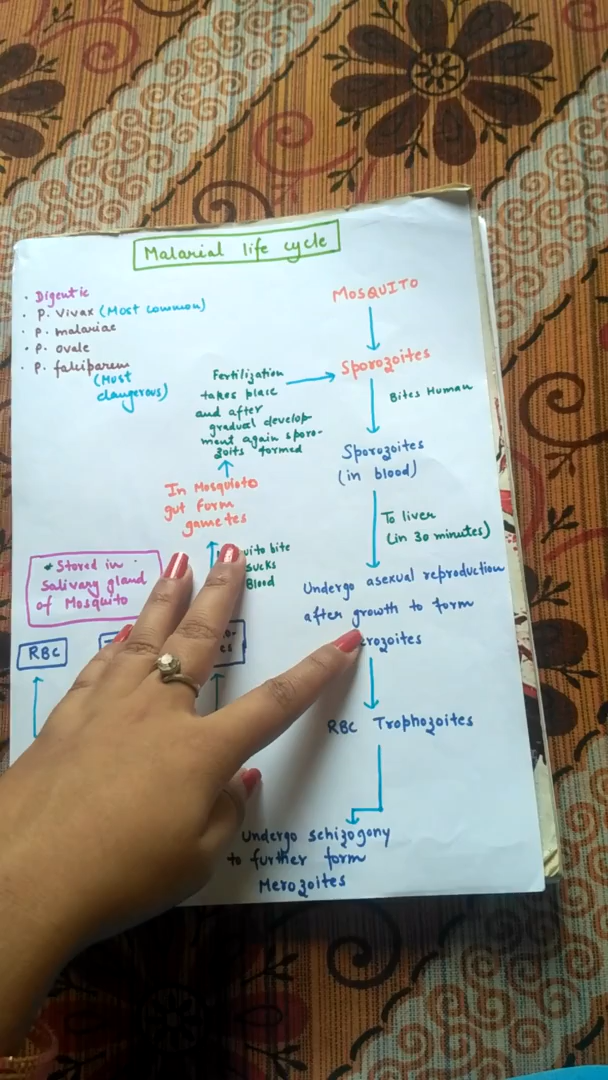 Malarial life cycle
• Digentic
• P. Vivax (Most common)
• P. malariae
• P. ovale
• P. falciparem
(Most
dangerous)
MOSQUITO
Sporozoites
Bites Human
Sporozoites
(in blood)
To liver
(in 30 minutes)
Undergo asexual reproduction
after growth to form
RBC Trophozoites
Undergo schizogony
to further form
Merozoites
Fertilization
takes place
and after
gradual develop
ment again sporo-
zoits formed
In Mosquioto
gut form
gametes
bite
sucks
Blood
* Stored in
Salivary gland
of Mosquito
RBC